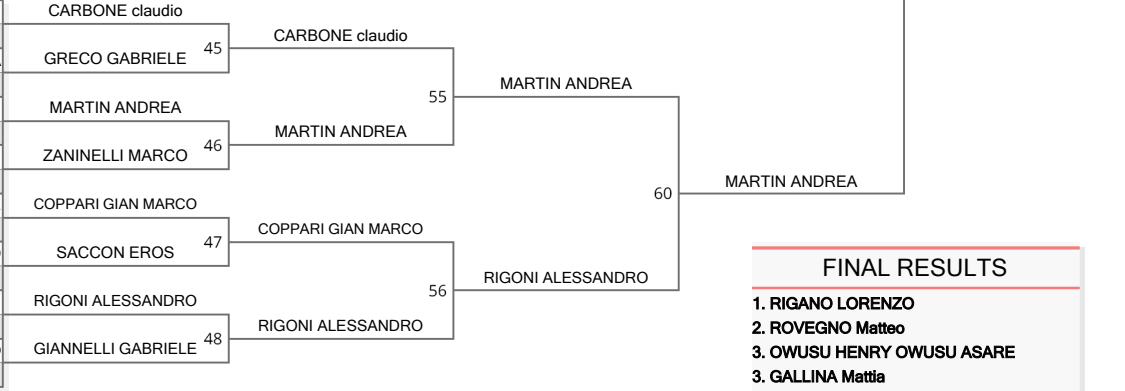 CARBONE claudio
45
GRECO GABRIELE
CARBONE claudio
55
MARTIN ANDREA
MARTIN ANDREA
46
ZANINELLI MARCO
MARTIN ANDREA
60
MARTIN ANDREA
COPPARI GIAN MARCO
47
SACCON EROS
COPPARI GIAN MARCO
56
RIGONI ALESSANDRO
RIGONI ALESSANDRO
48
GIANNELLI GABRIELE
RIGONI ALESSANDRO
FINAL RESULTS
1. RIGANO LORENZO
2. ROVEGNO Matteo
3. OWUSU HENRY OWUSU ASARE
3. GALLINA Mattia